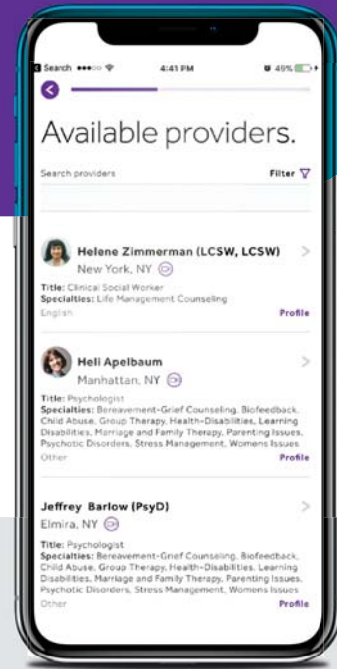 Search
4:41 PM
49%
Available providers.
Search providers
Filter
Helene Zimmerman (LCSW, LCSW)
New York, NY
Title: Clinical Social Worker
Specialties: Life Management Counseling
English
Profile
Heli Apelbaum
Manhattan, NY
Title: Psychologist
Specialties: Bereavement-Grief Counseling, Biofeedback,
Child Abuse, Group Therapy, Health-Disabilities, Learning
Disabilities, Marriage and Family Therapy, Parenting Issues,
Psychotic Disorders, Stress Management, Womens Issues
Other
Profile
Jeffrey Barlow (PsyD)
Elmira, NY
Title: Psychologist
Specialties: Bereavement-Grief Counseling, Biofeedback,
Child Abuse, Group Therapy, Health-Disabilities, Learning
Disabilities, Marriage and Family Therapy, Parenting Issues,
Psychotic Disorders, Stress Management, Womens Issues
Other
Profile